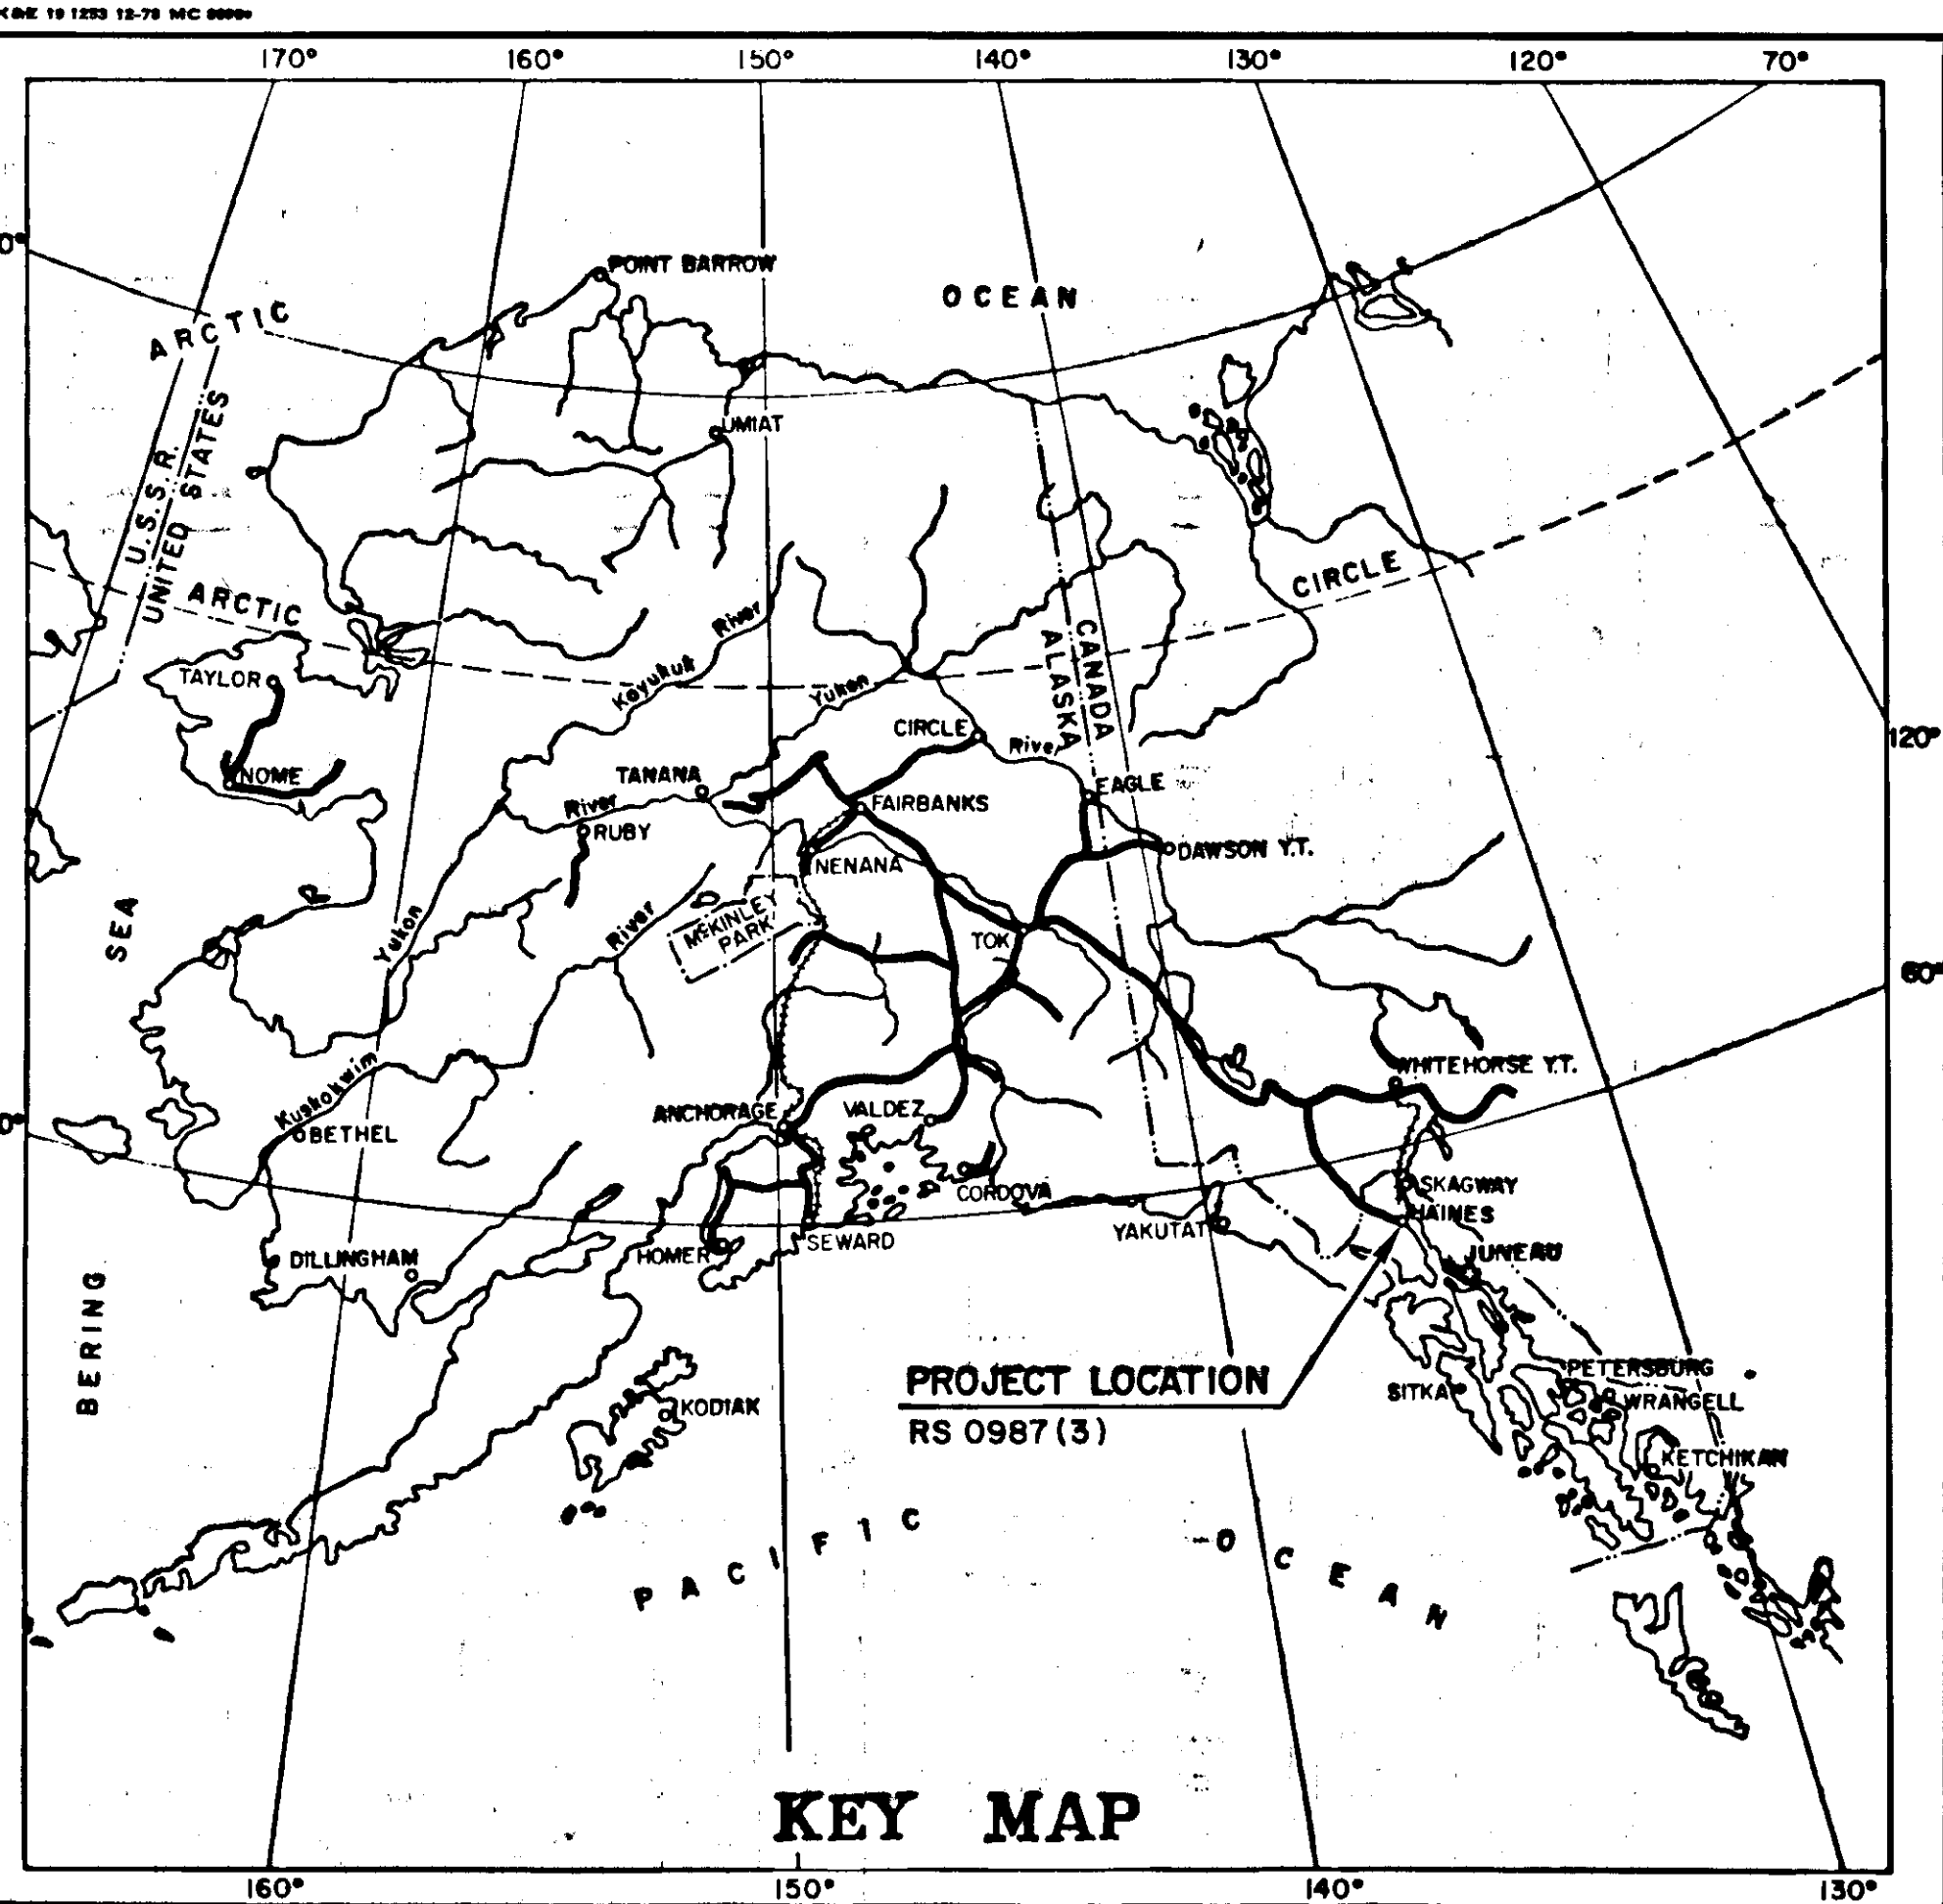 170° 160° 150° 140° 130° 120° 70°
POINT BARROW
OCEAN
ARCTIC
UMIAT
U.S.S.R.
UNITED STATES
ARCTIC
CIRCLE
River
Koyukuk
Yukon
CANADA
ALASKA
TAYLOR
CIRCLE
River
120°
NOME
TANANA
EAGLE
River
FAIRBANKS
RUBY
DAWSON Y.T.
NENANA
McKINLEY
PARK
River
Yukon
SEA
TOK
60°
WHITEHORSE Y.T.
Kuskokwim
ANCHORAGE
VALDEZ
BETHEL
SKAGWAY
CORDOVA
HAINES
YAKUTAT
SEWARD
JUNEAU
HOMER
DILLINGHAM
BERING
PROJECT LOCATION
RS 0987(3)
PETERSBURG
SITKA
WRANGELL
KODIAK
KETCHIKAN
PACIFIC OCEAN
KEY MAP
160° 150° 140° 130°